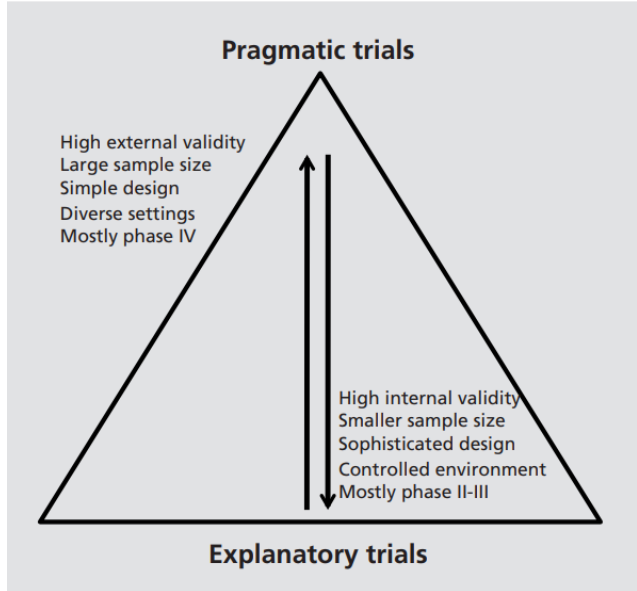 Pragmatic trials
High external validity
Large sample size
Simple design
Diverse settings
Mostly phase IV
High internal validity
Smaller sample size
Sophisticated design
Controlled environment
Mostly phase II-III
Explanatory trials